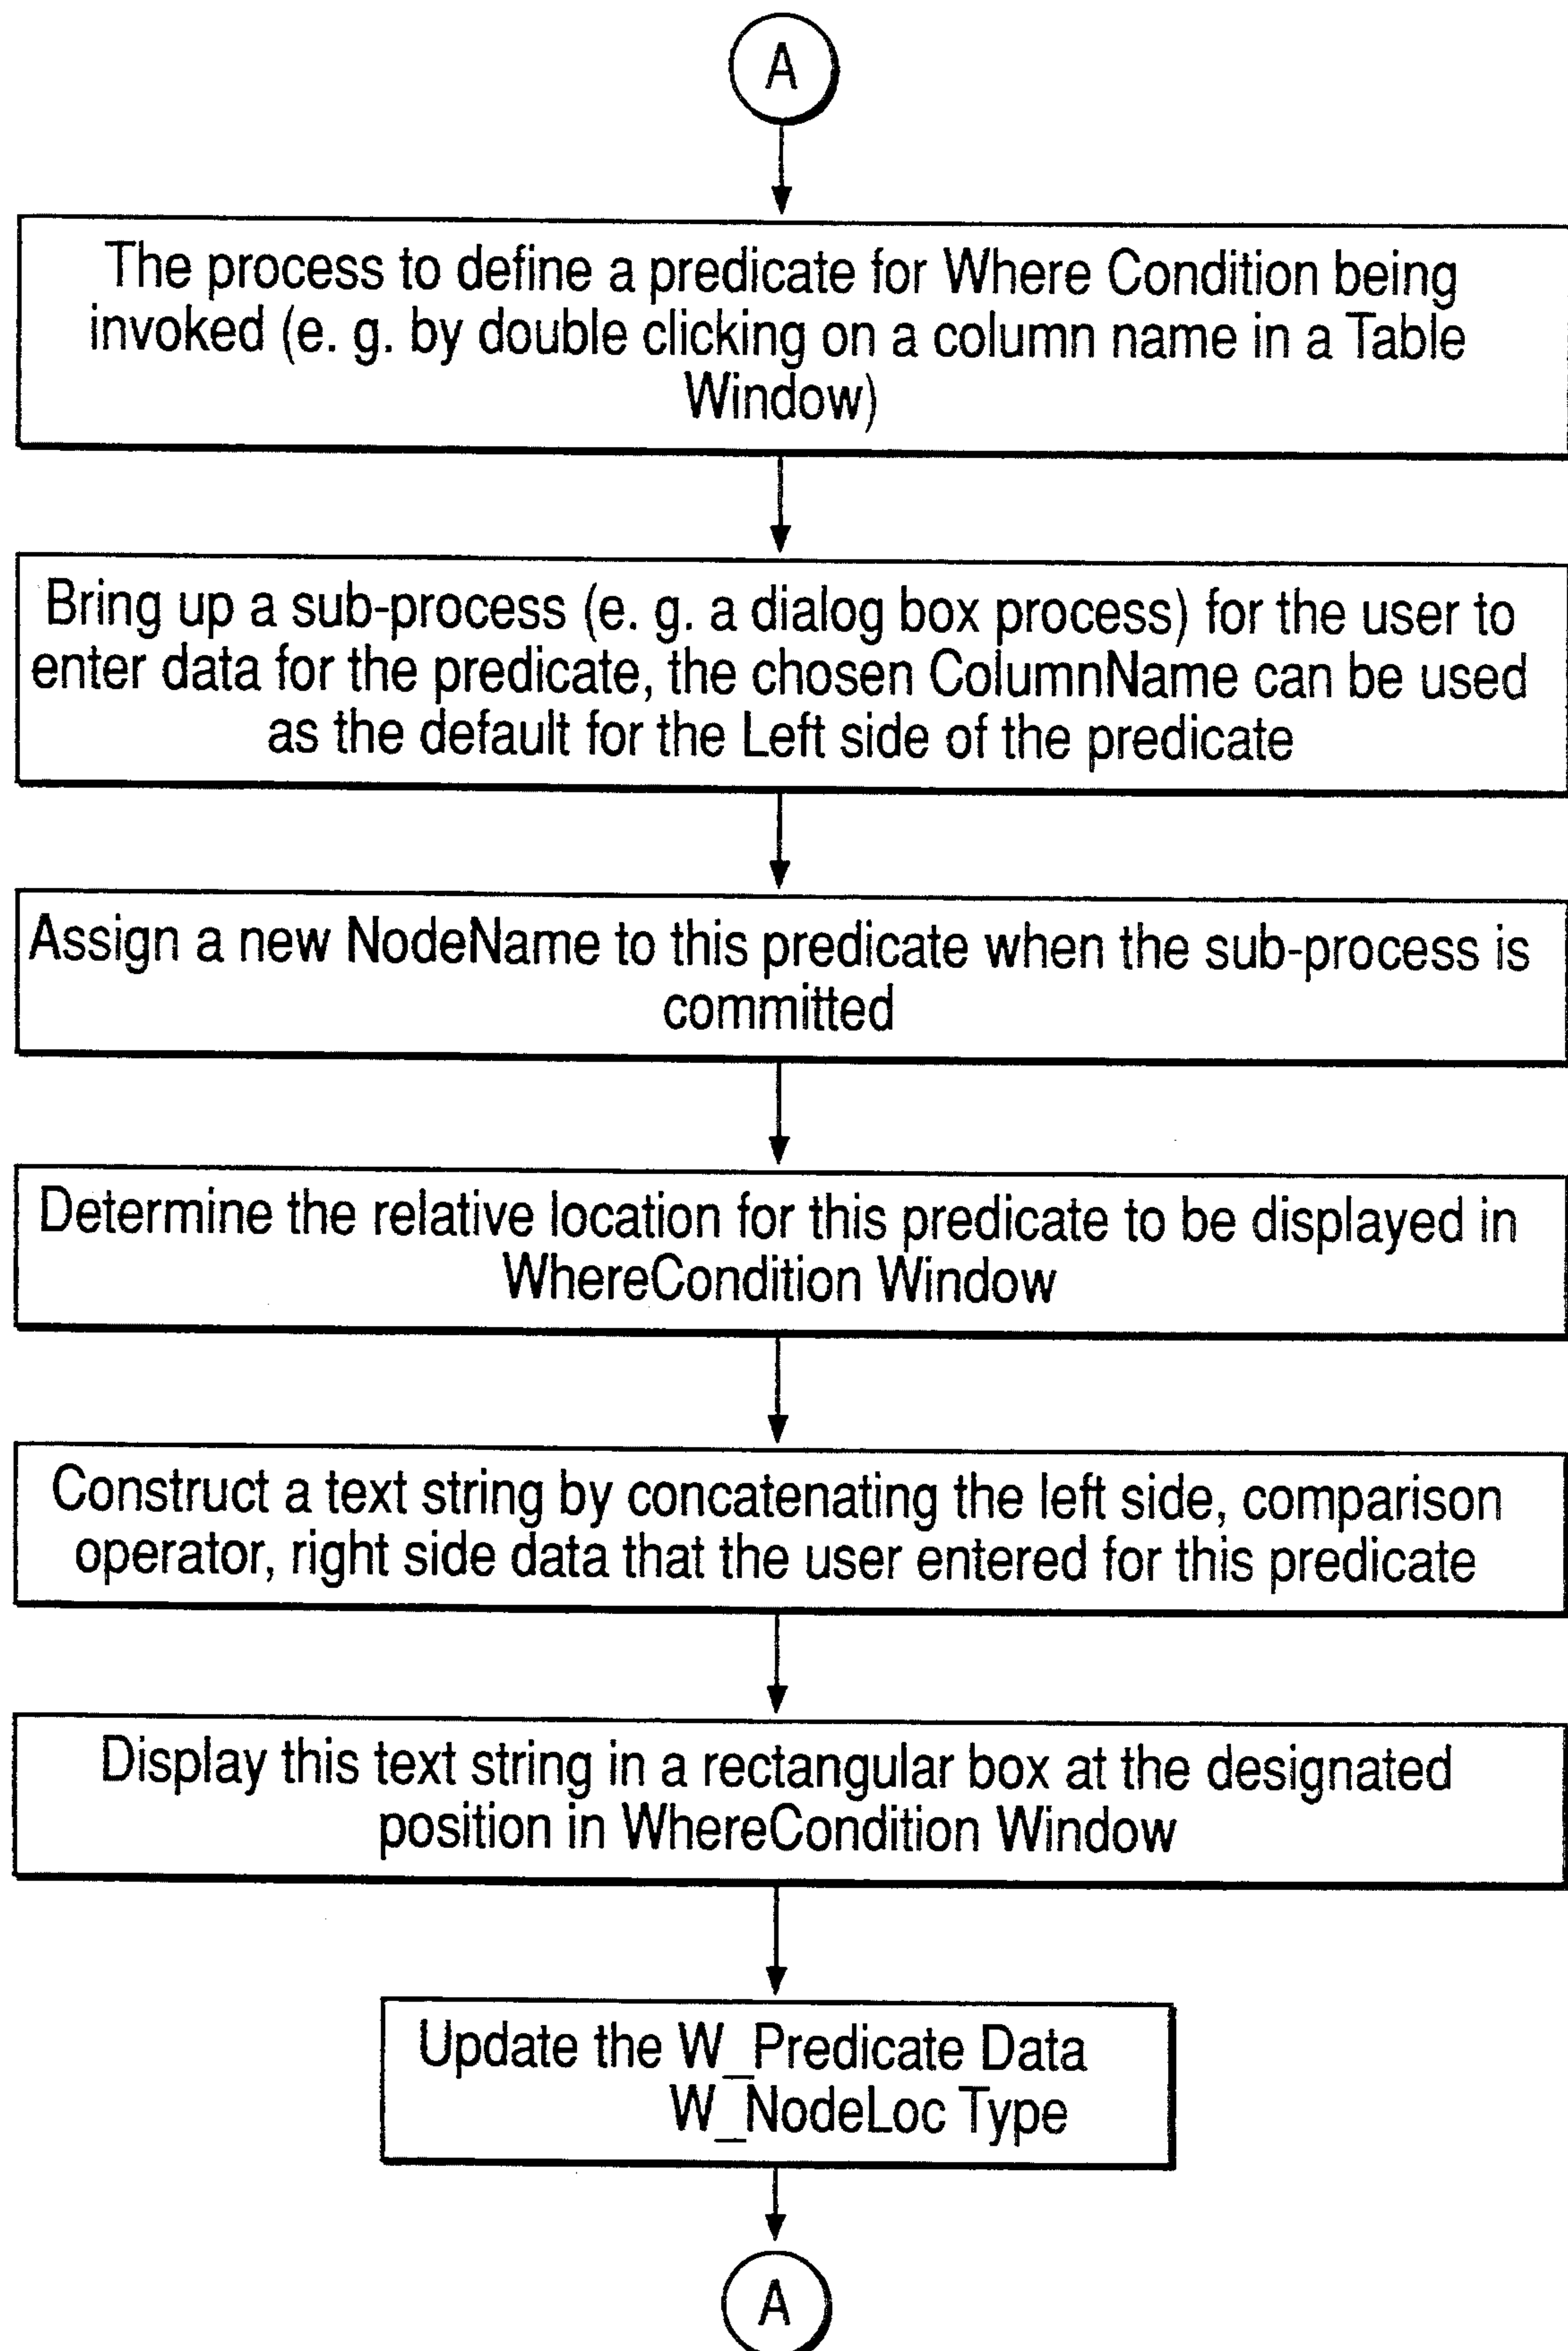 A
The process to define a predicate for Where Condition being
invoked (e. g. by double clicking on a column name in a Table
Window)
Bring up a sub-process (e. g. a dialog box process) for the user to
enter data for the predicate, the chosen ColumnName can be used
as the default for the Left side of the predicate
Assign a new NodeName to this predicate when the sub-process is
committed
Determine the relative location for this predicate to be displayed in
WhereCondition Window
Construct a text string by concatenating the left side, comparison
operator, right side data that the user entered for this predicate
Display this text string in a rectangular box at the designated
position in WhereCondition Window
Update the W_Predicate Data
W_NodeLoc Type
A